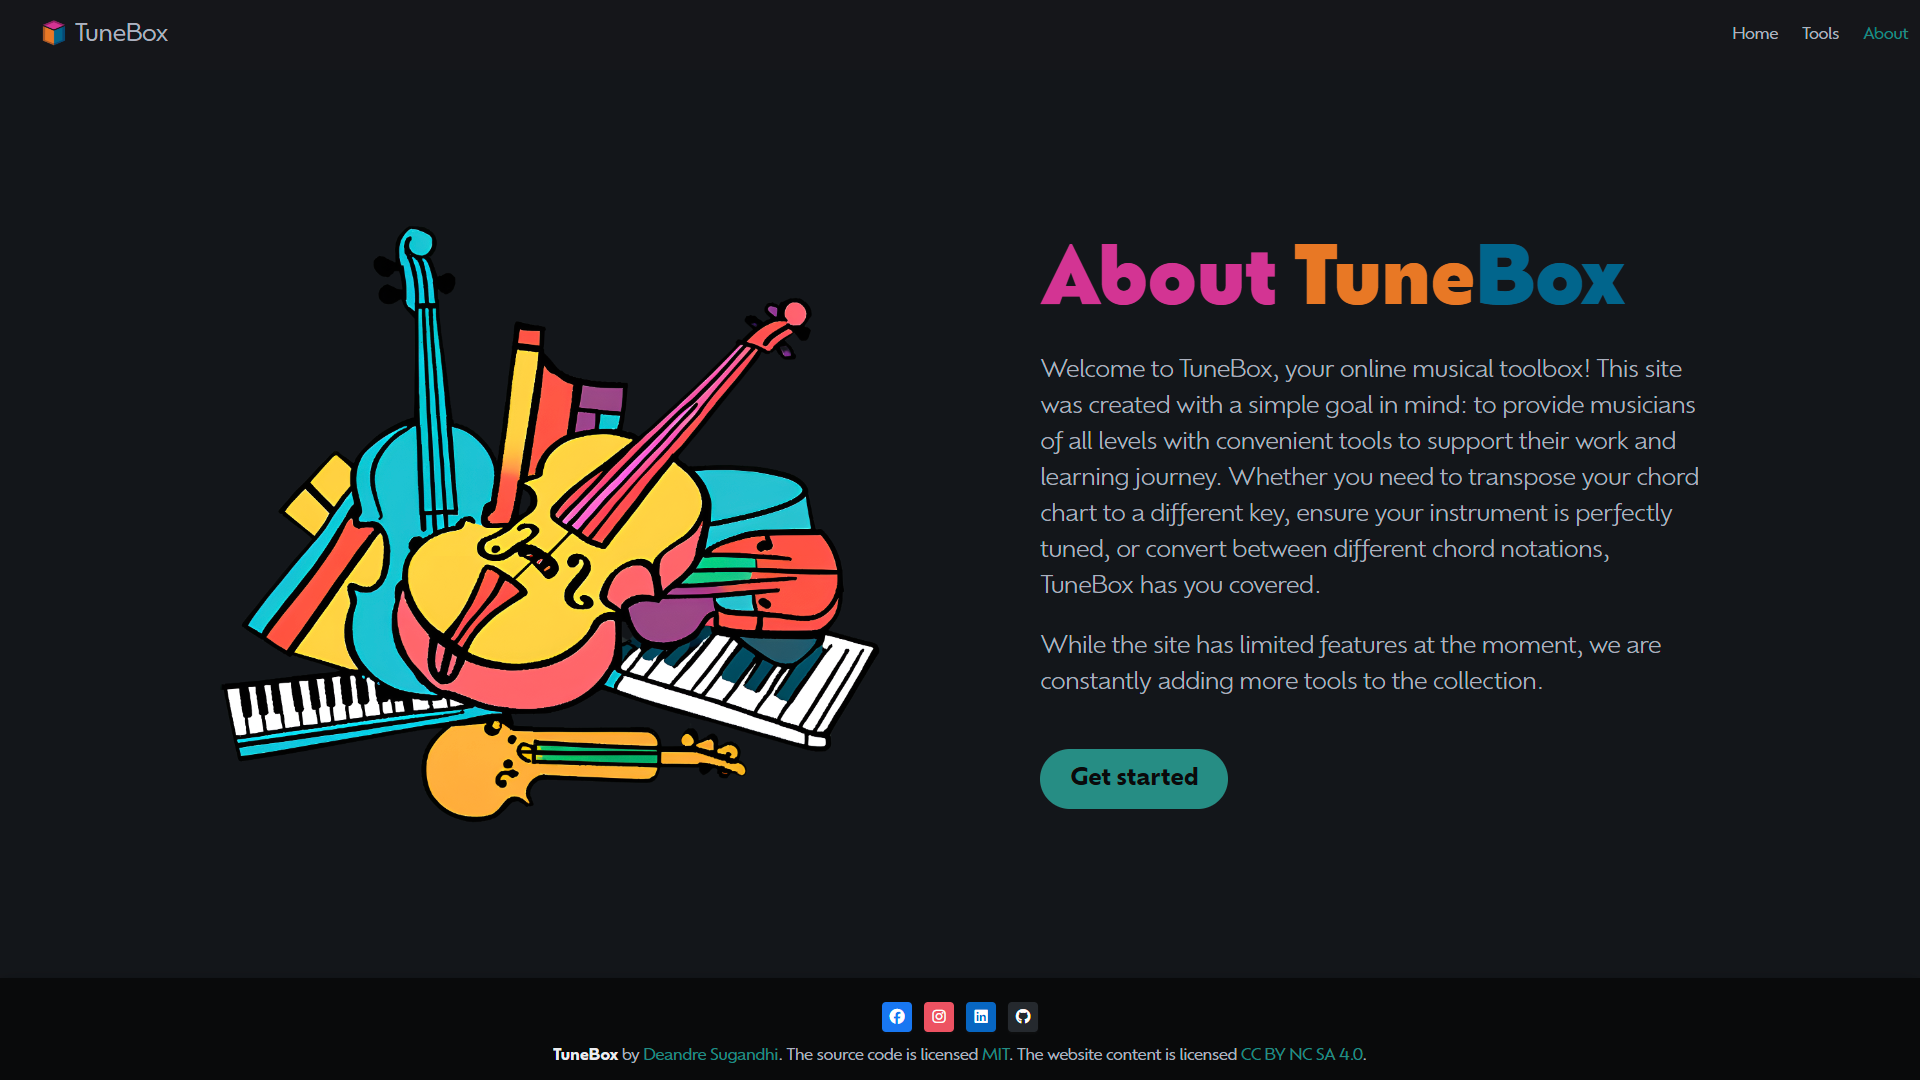 TuneBox
Home
Tools
About
About TuneBox
Welcome to TuneBox, your online musical toolbox! This site
was created with a simple goal in mind: to provide musicians
of all levels with convenient tools to support their work and
learning journey. Whether you need to transpose your chord
chart to a different key, ensure your instrument is perfectly
tuned, or convert between different chord notations,
TuneBox has you covered.
While the site has limited features at the moment, we are
constantly adding more tools to the collection.
Get started
TuneBox by Deandre Sugandhi. The source code is licensed MIT. The website content is licensed CC BY NC SA 4.0.